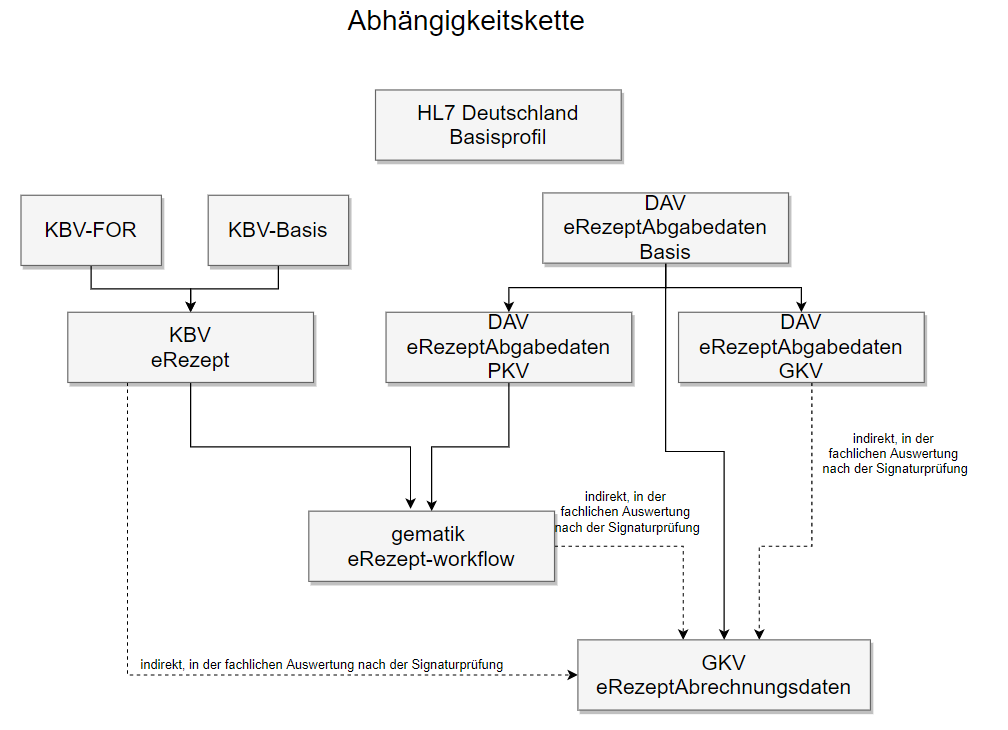 Abhängigkeitskette
HL7 Deutschland
Basisprofil
KBV-FOR
KBV-Basis
DAV
eRezeptAbgabedaten
Basis
KBV
eRezept
DAV
eRezeptAbgabedaten
PKV
DAV
eRezeptAbgabedaten
GKV
indirekt, in der
fachlichen Auswertung
nach der Signaturprüfung
indirekt, in der
fachlichen Auswertung
nach der Signaturprüfung
gematik
eRezept-workflow
indirekt, in der fachlichen Auswertung nach der Signaturprüfung
GKV
eRezeptAbrechnungsdaten